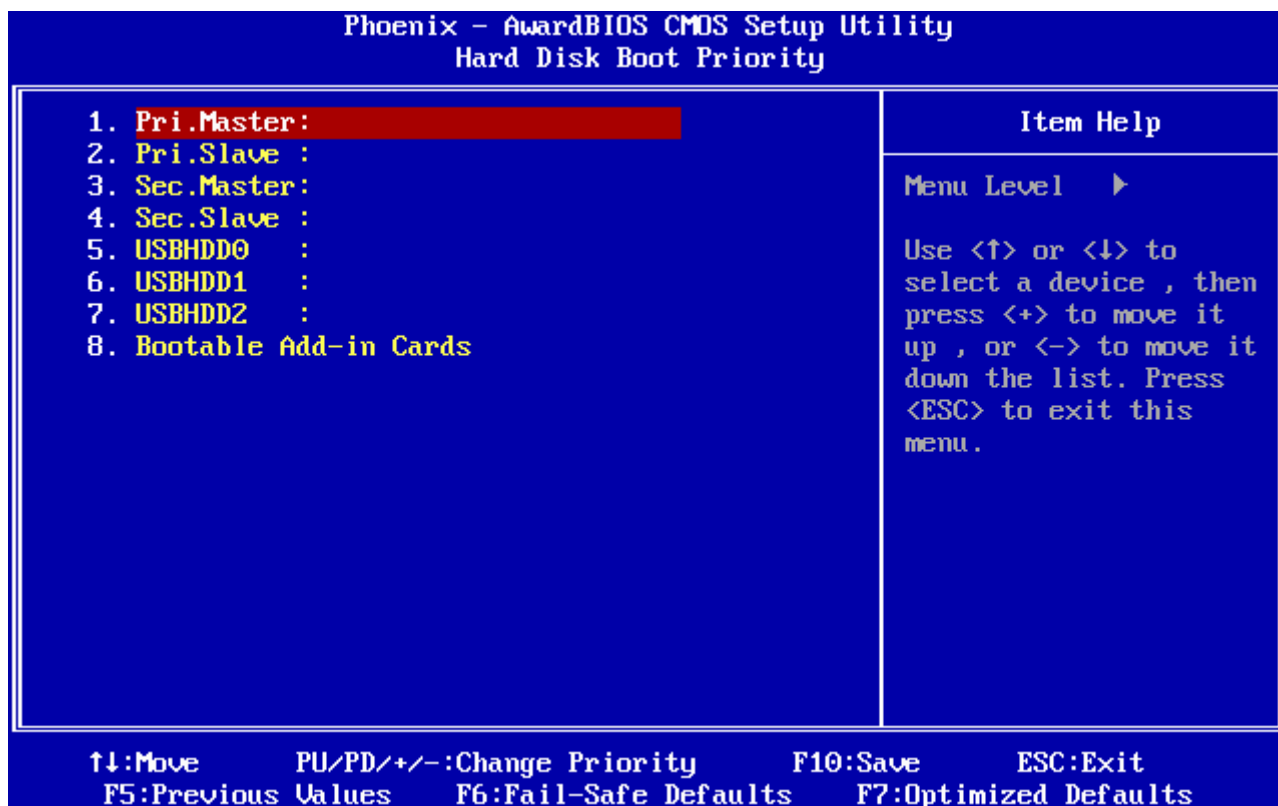 Phoenix - AwardBIOS CMOS Setup Utility
Hard Disk Boot Priority
1. Pri.Master:
2. Pri.Slave :
3. Sec.Master:
4. Sec.Slave :
5. USBHDD0 :
6. USBHDD1 :
7. USBHDD2 :
8. Bootable Add-in Cards
Item Help
Menu Level ▶
Use <↑> or <↓> to
select a device , then
press <+> to move it
up , or <-> to move it
down the list. Press
<ESC> to exit this
menu.
↑↓:Move PU/PD/+/-:Change Priority F10:Save ESC:Exit
F5:Previous Values F6:Fail-Safe Defaults F7:Optimized Defaults